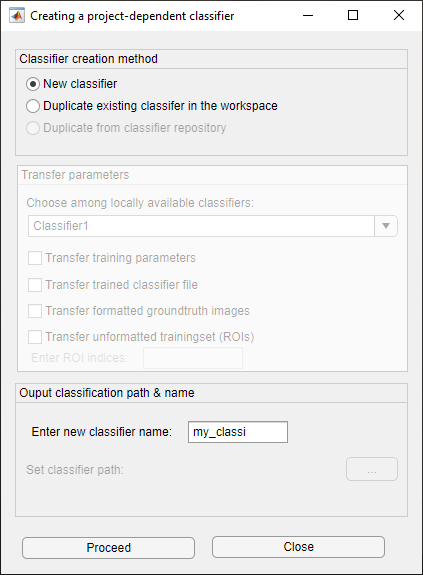 Creating a project-dependent classifier
Classifier creation method
New classifier
Duplicate existing classifer in the workspace
Duplicate from classifier repository
Transfer parameters
Choose among locally available classifiers:
Classifier1
Transfer training parameters
Transfer trained classifier file
Transfer formatted groundtruth images
Transfer unformatted trainingset (ROIs)
Enter ROI indices:
Ouput classification path & name
Enter new classifier name: my_classi
Set classifier path: ...
Proceed Close